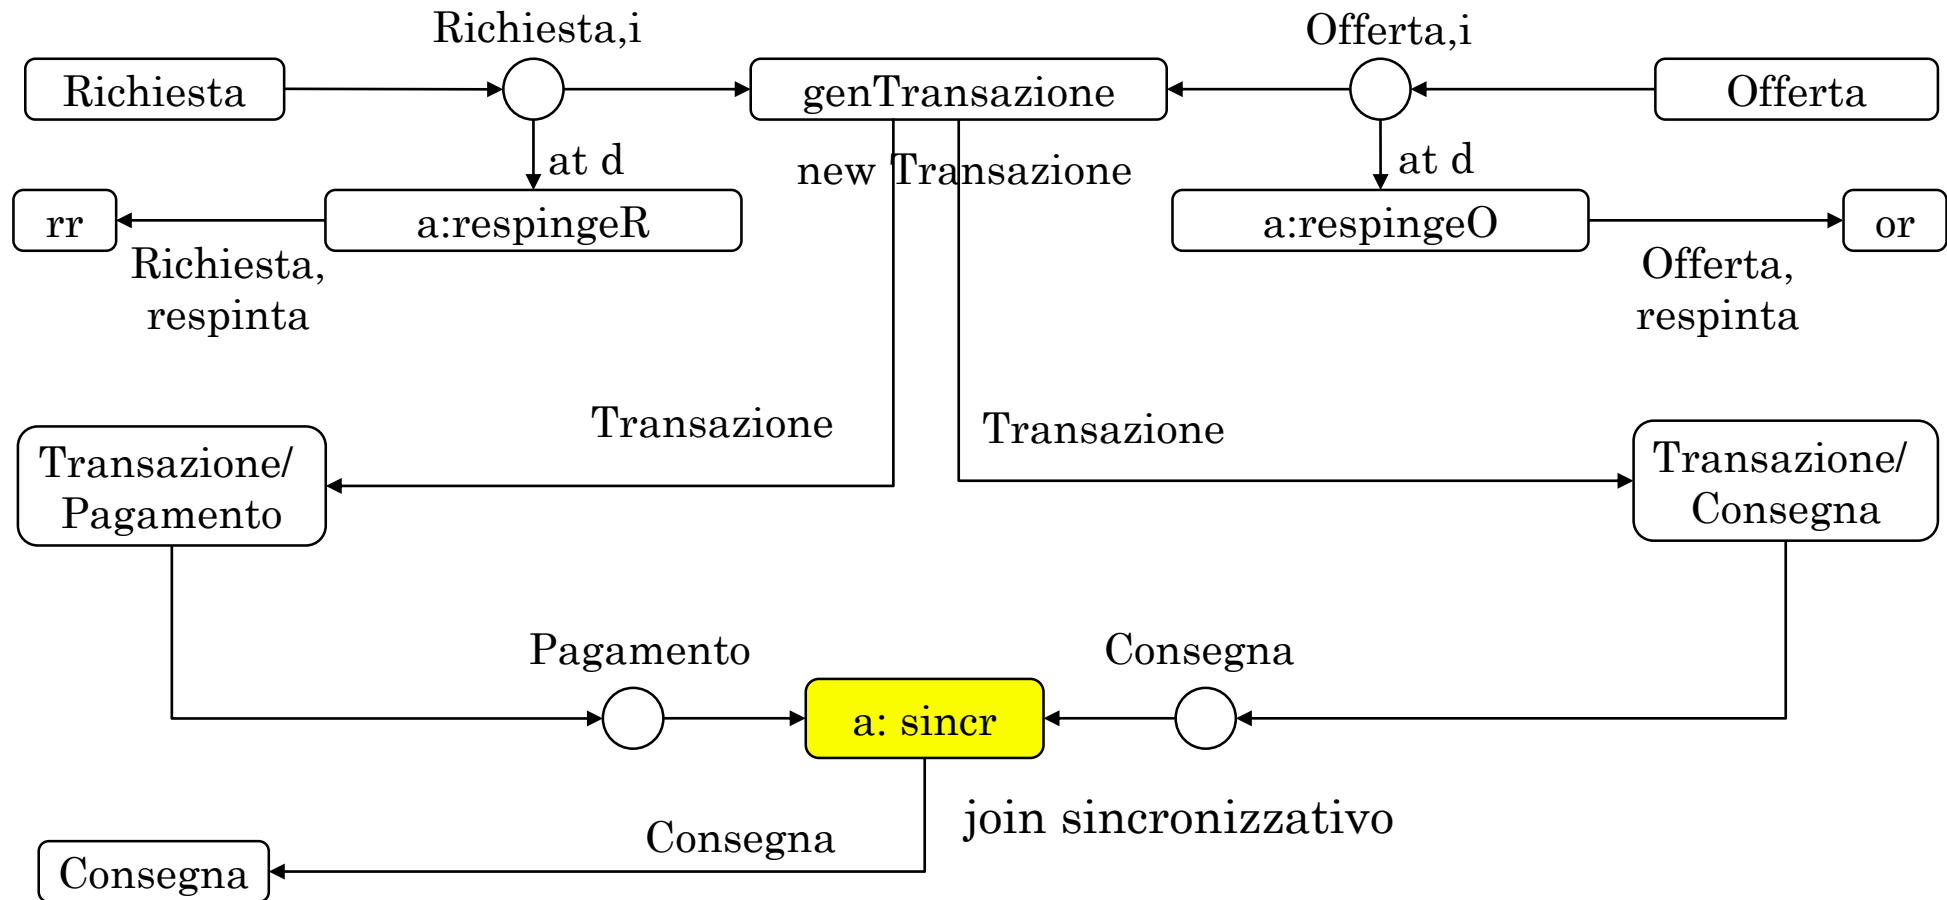 Richiesta,i
Offerta,i
Richiesta
genTransazione
Offerta
at d
new Transazione
at d
rr
a:respingeR
a:respingeO
or
Richiesta,
respinta
Offerta,
respinta
Transazione
Transazione
Transazione/
Pagamento
Transazione/
Consegna
Pagamento
Consegna
a: sincr
join sincronizzativo
Consegna
Consegna